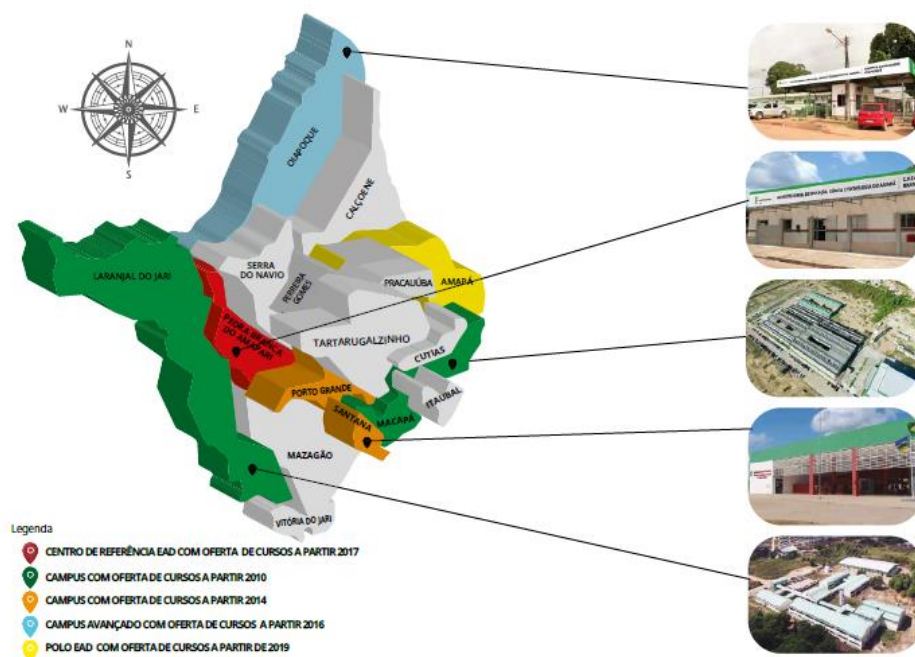 N
W
E
S
OIAPOQUE
CALÇOENE
LARANJAL DO JARI
SERRA
DO NAVIO
FERREIRA
GOMES
PRACAUÚBA
AMAPÁ
PEDRA BRANCA
DO AMAPARI
TARTARUGALZINHO
CUTIAS
PORTO GRANDE
ITAUBAL
SANTANA
MACAPÁ
MAZAGÃO
VITÓRIA DO JARI
Legenda
CENTRO DE REFERÊNCIA EAD COM OFERTA DE CURSOS A PARTIR 2017
CAMPUS COM OFERTA DE CURSOS A PARTIR 2010
CAMPUS COM OFERTA DE CURSOS A PARTIR 2014
CAMPUS AVANÇADO COM OFERTA DE CURSOS A PARTIR 2016
POLO EAD COM OFERTA DE CURSOS A PARTIR DE 2019